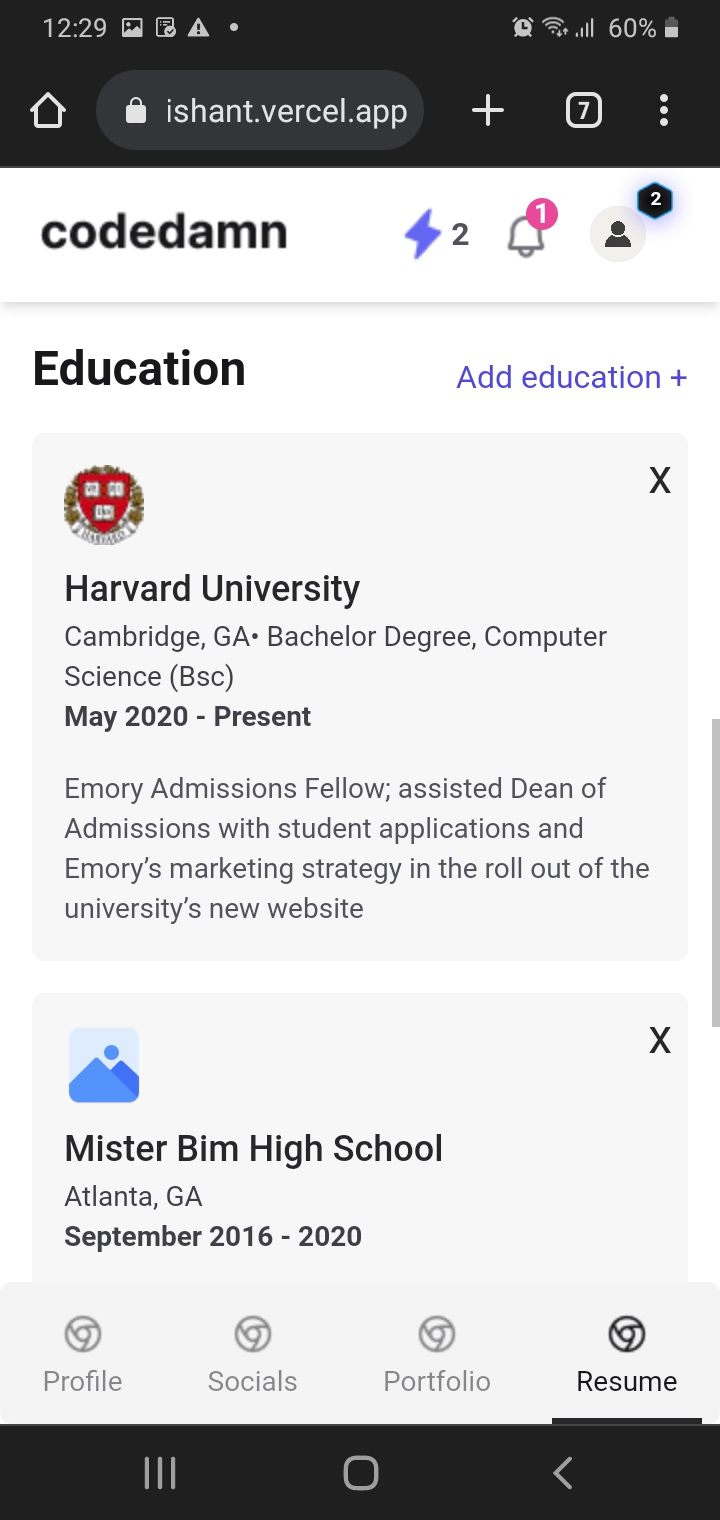 12:29
60%
ishant.vercel.app
7
codedamn
2
1
2
Education
Add education +
X
HARVARD
Harvard University
Cambridge, GA• Bachelor Degree, Computer
Science (Bsc)
May 2020 - Present
Emory Admissions Fellow; assisted Dean of
Admissions with student applications and
Emory’s marketing strategy in the roll out of the
university’s new website
X
Mister Bim High School
Atlanta, GA
September 2016 - 2020
Profile
Socials
Portfolio
Resume